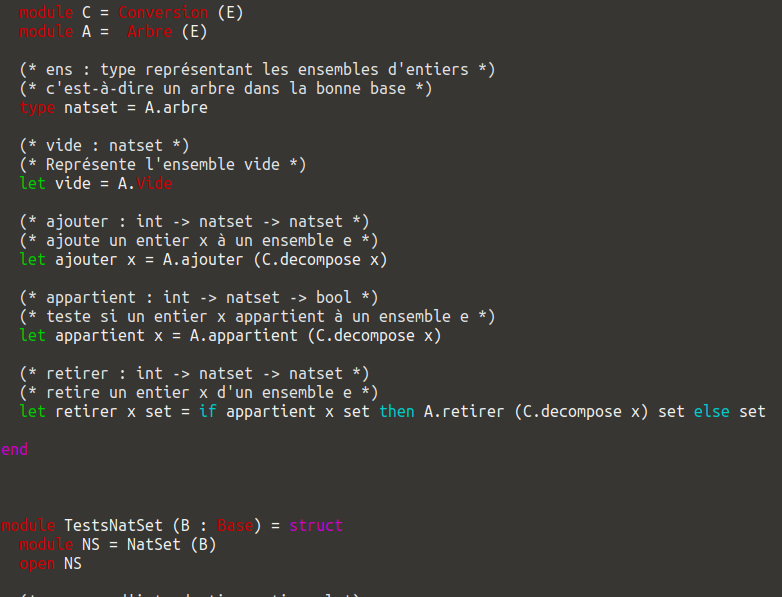 module C = Conversion (E)
module A =  Arbre (E)
(* ens : type représentant les ensembles d'entiers *)
(* c'est-à-dire un arbre dans la bonne base *)
type natset = A.arbre
(* vide : natset *)
(* Représente l'ensemble vide *)
let vide = A.Vide
(* ajouter : int -> natset -> natset *)
(* ajoute un entier x à un ensemble e *)
let ajouter x = A.ajouter (C.decompose x)
(* appartient : int -> natset -> bool *)
(* teste si un entier x appartient à un ensemble e *)
let appartient x = A.appartient (C.decompose x)
(* retirer : int -> natset -> natset *)
(* retire un entier x d'un ensemble e *)
let retirer x set = if appartient x set then A.retirer (C.decompose x) set else set
end
module TestsNatSet (B : Base) = struct
module NS = NatSet (B)
open NS